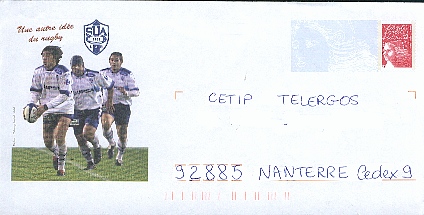 Une autre idée
du rugby
SUA
CETIP TELERGOS
92885 NANTERRE Cedex 9